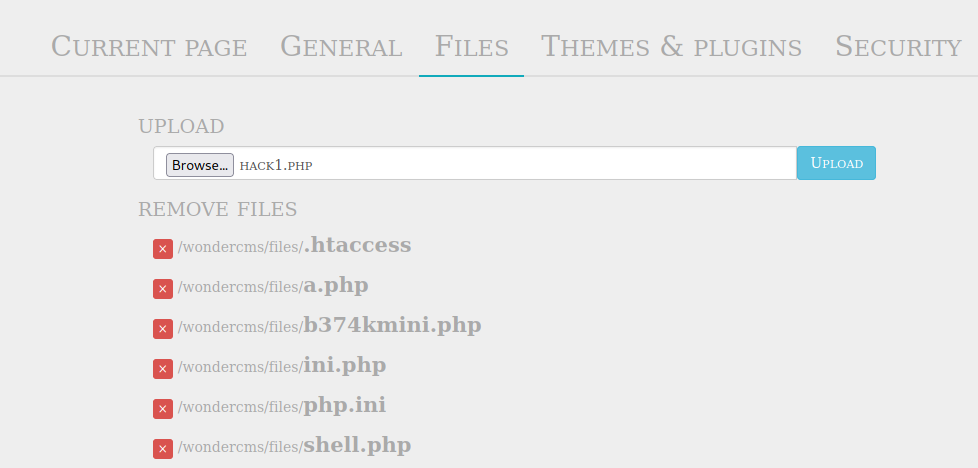 Current page General Files Themes & plugins Security
UPLOAD
Browse... hack1.php Upload
REMOVE FILES
× /wondercms/files/.htaccess
× /wondercms/files/a.php
× /wondercms/files/b374kmini.php
× /wondercms/files/ini.php
× /wondercms/files/php.ini
× /wondercms/files/shell.php